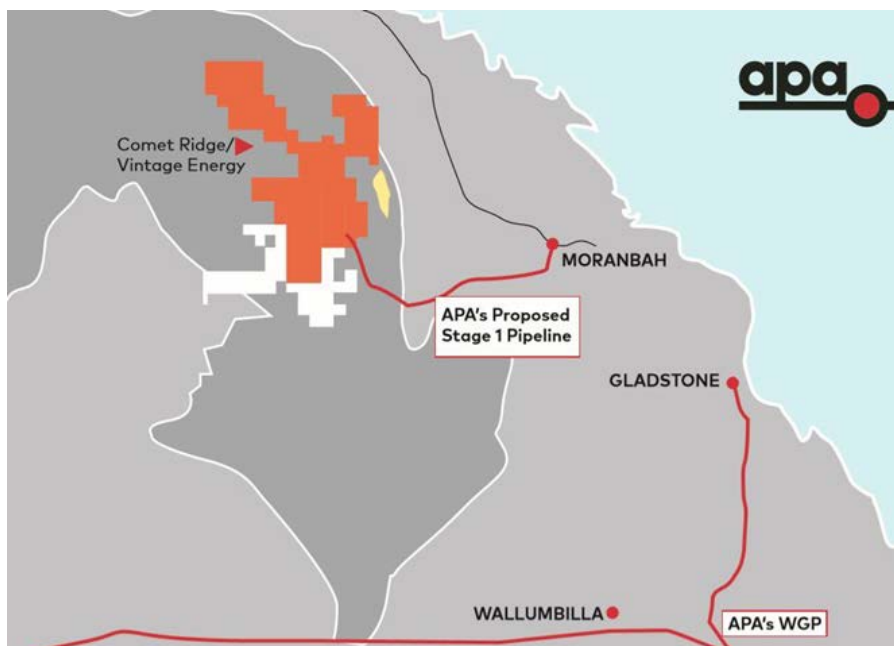 apa
Comet Ridge/
Vintage Energy
MORANBAH
APA's Proposed
Stage 1 Pipeline
GLADSTONE
WALLUMBILLA
APA's WGP